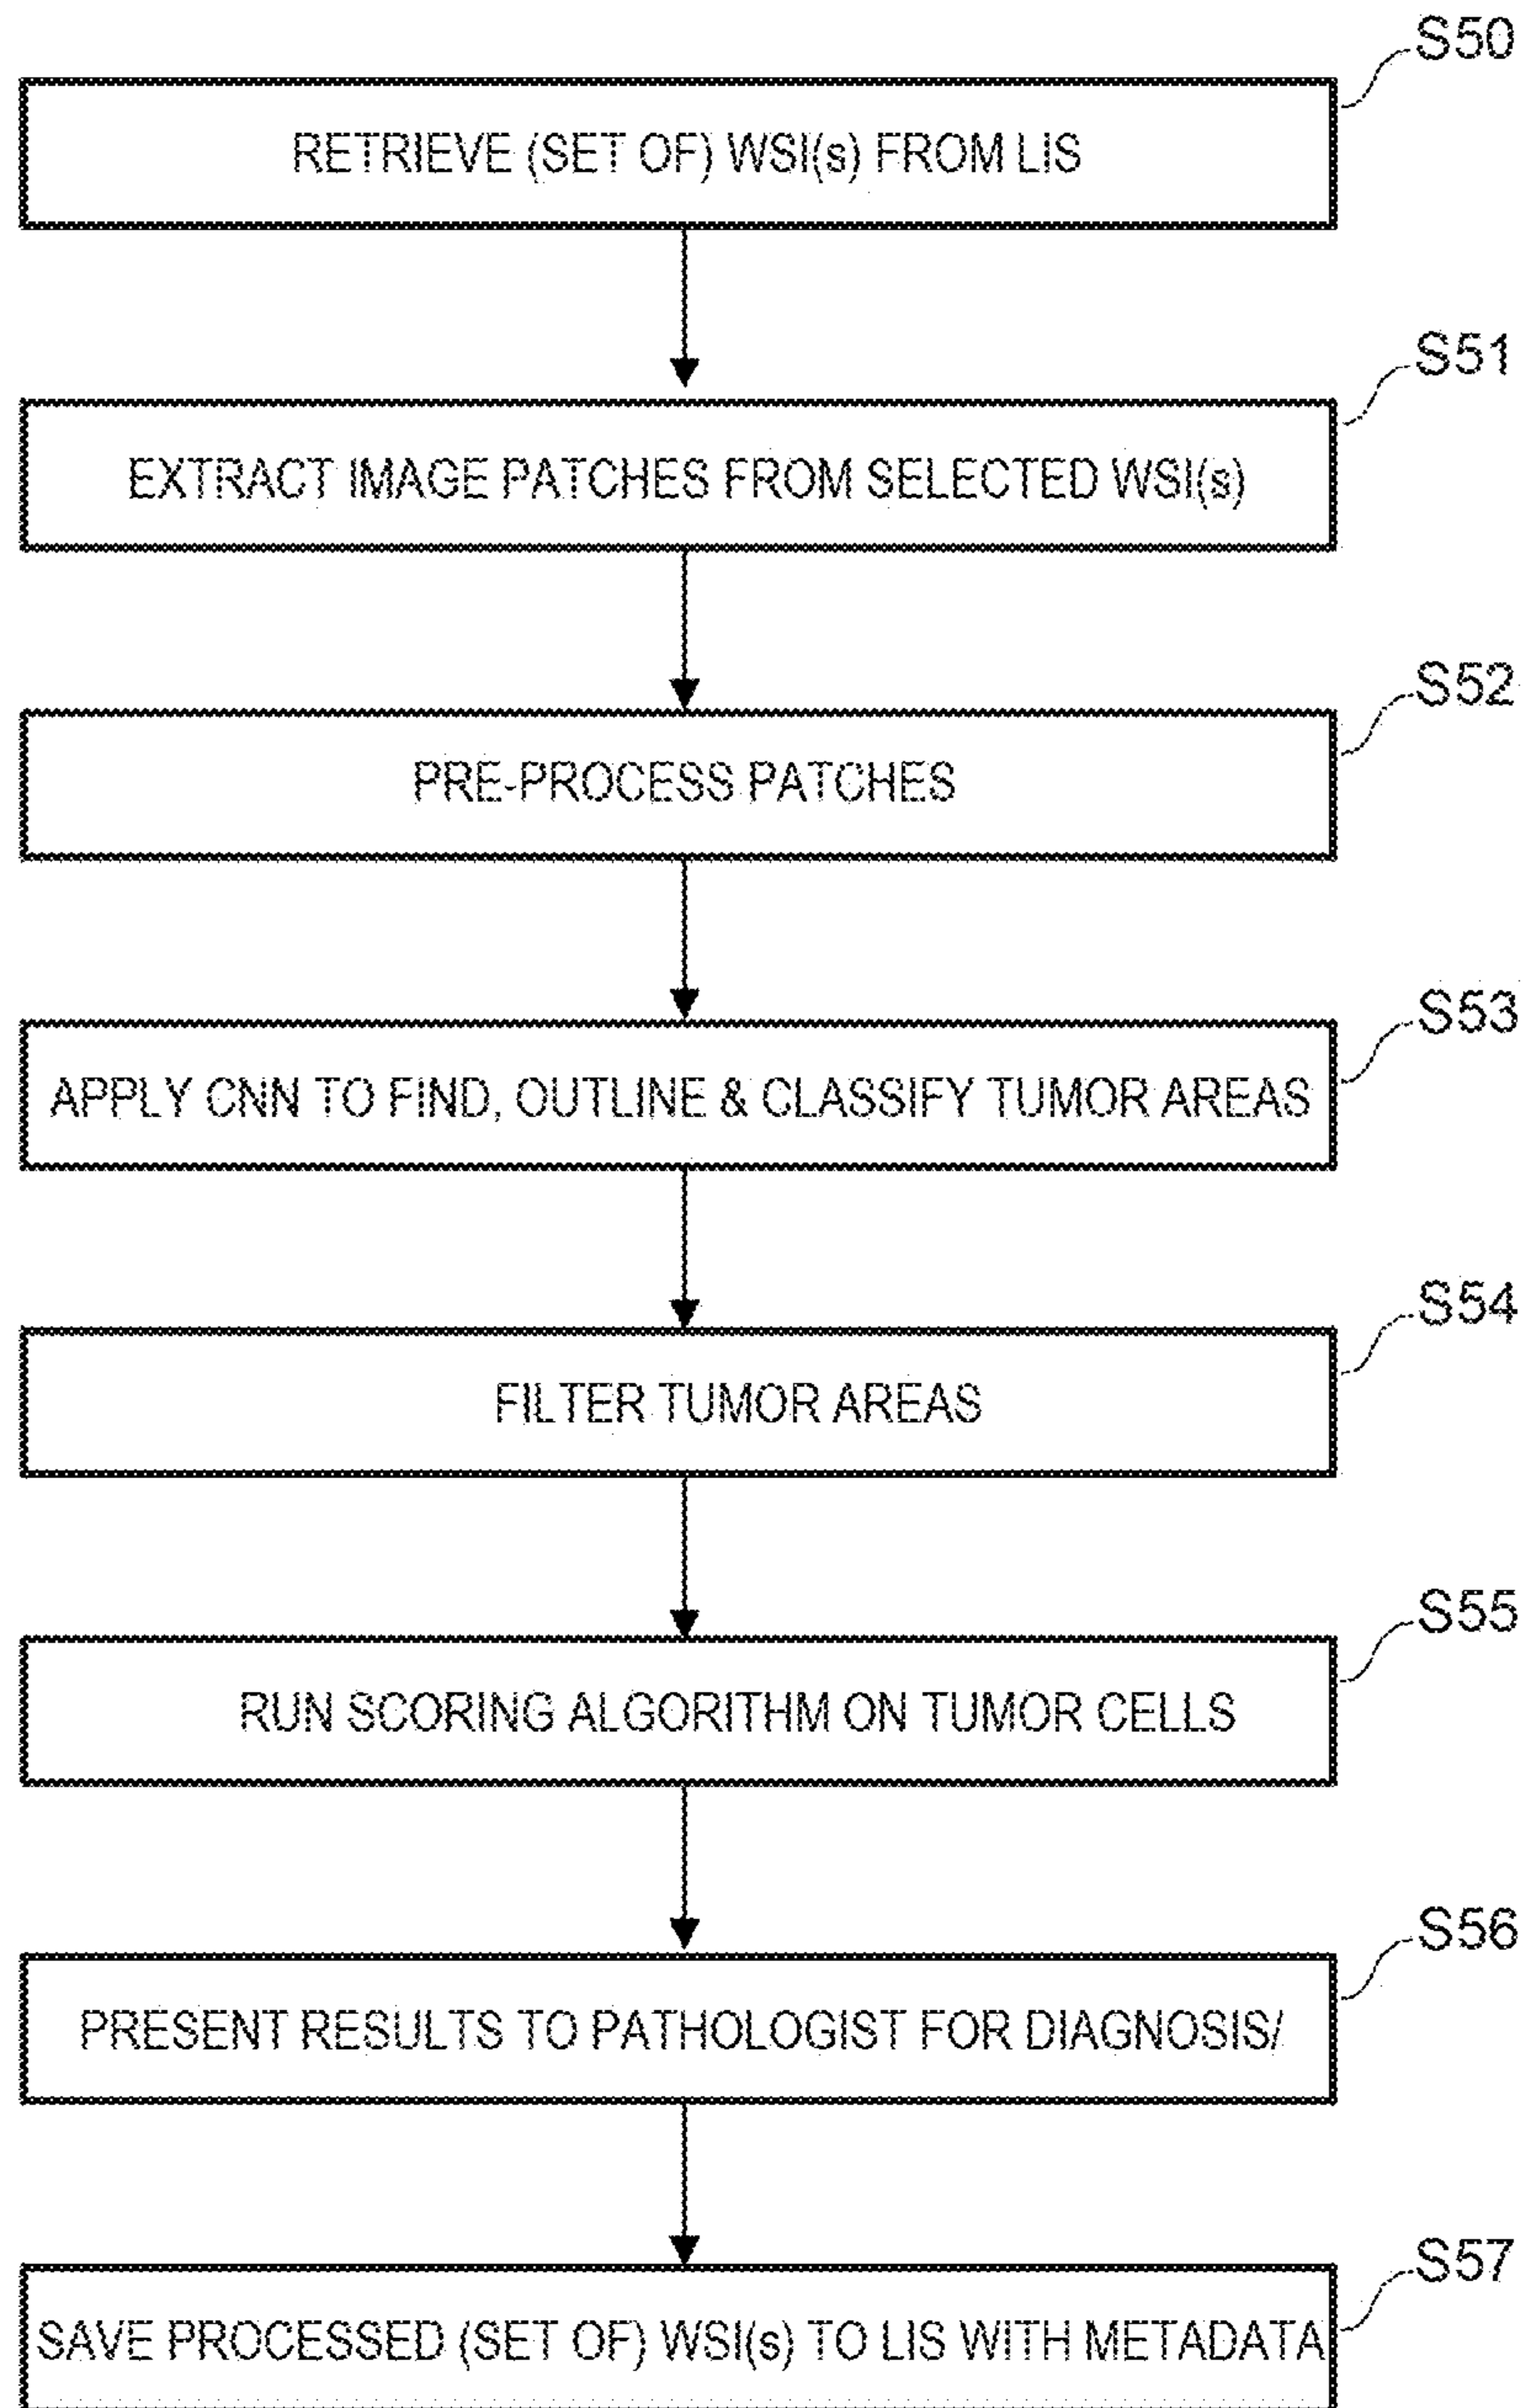 S50
RETRIEVE (SET OF) WSI(s) FROM LIS
S51
EXTRACT IMAGE PATCHES FROM SELECTED WSI(s)
S52
PRE-PROCESS PATCHES
S53
APPLY CNN TO FIND, OUTLINE & CLASSIFY TUMOR AREAS
S54
FILTER TUMOR AREAS
S55
RUN SCORING ALGORITHM ON TUMOR CELLS
S56
PRESENT RESULTS TO PATHOLOGIST FOR DIAGNOSIS/
S57
SAVE PROCESSED (SET OF) WSI(s) TO LIS WITH METADATA